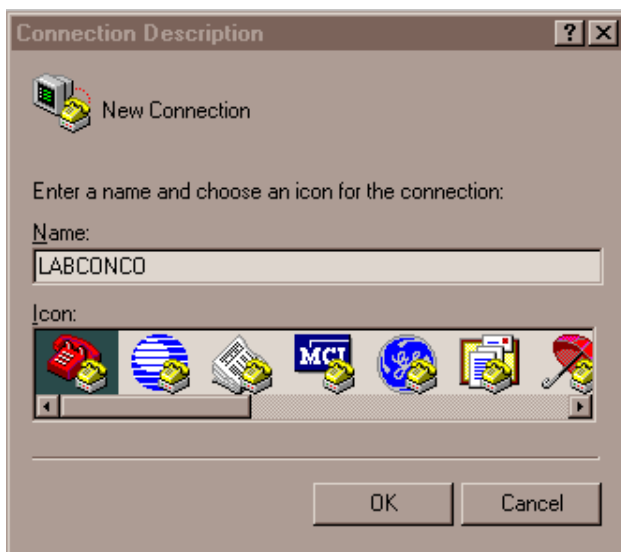 Connection Description
New Connection
Enter a name and choose an icon for the connection:
Name:
LABCONCO
Icon:
MCI
OK Cancel